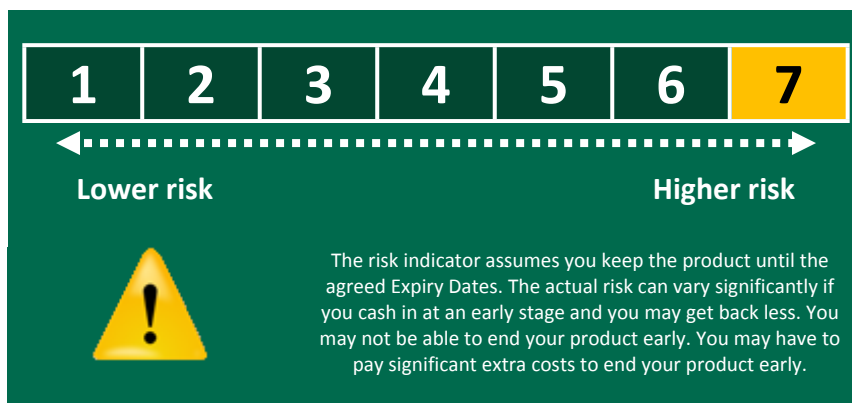 1 2 3 4 5 6 7
Lower risk Higher risk
The risk indicator assumes you keep the product until the
agreed Expiry Dates. The actual risk can vary significantly if
you cash in at an early stage and you may get back less. You
may not be able to end your product early. You may have to
pay significant extra costs to end your product early.